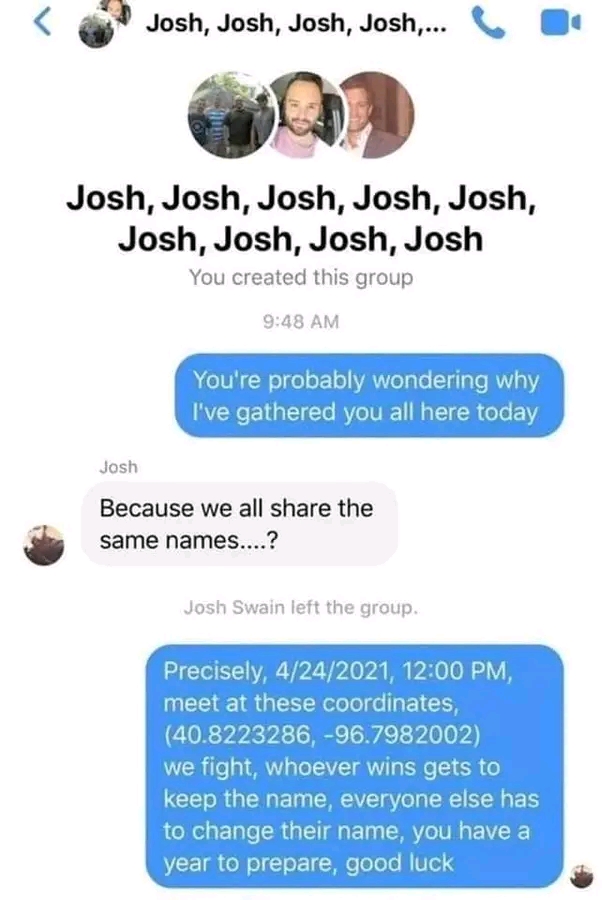 Josh, Josh, Josh, Josh,...
Josh, Josh, Josh, Josh, Josh,
Josh, Josh, Josh, Josh
You created this group
9:48 AM
You're probably wondering why
I've gathered you all here today
Josh
Because we all share the
same names....?
Josh Swain left the group.
Precisely, 4/24/2021, 12:00 PM,
meet at these coordinates,
(40.8223286, -96.7982002)
we fight, whoever wins gets to
keep the name, everyone else has
to change their name, you have a
year to prepare, good luck